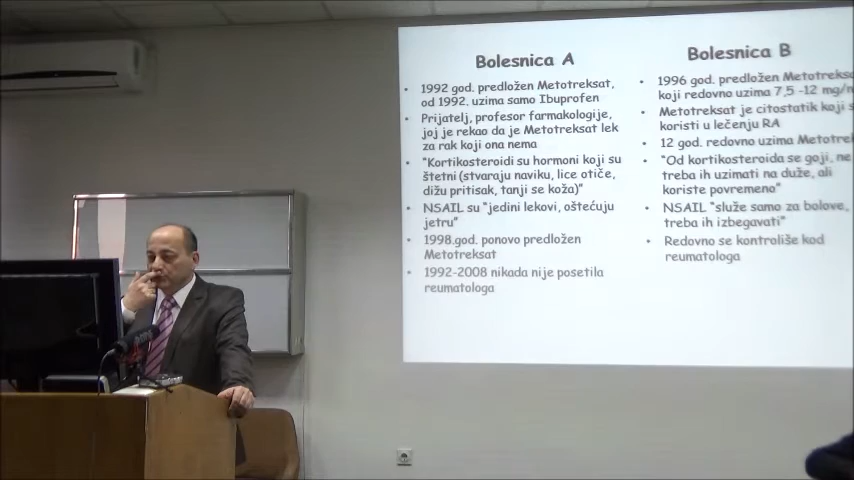 Bolesnica A
1992 god. predložen Metotreksat,
od 1992. uzima samo Ibuprofen
Prijatelj, profesor farmakologije,
joj je rekao da je Metotreksat lek
za rak koji ona nema
"Kortikosteroidi su hormoni koji su
štetni (stvaraju naviku, lice otiče,
dižu pritisak, tanji se koža)"
NSAIL su "jedini lekovi, oštećuju
jetru"
1998.god. ponovo predložen
Metotreksat
1992-2008 nikada nije posetila
reumatologa
Bolesnica B
1996 god. predložen Metotreksa
koji redovno uzima 7,5 -12 mg/n
Metotreksat je citostatik koji s
koristi u lečenju RA
12 god. redovno uzima Metotrek
"Od kortikosteroida se goji, ne
treba ih uzimati na duže, ali
koriste povremeno"
NSAIL "služe samo za bolove,
treba ih izbegavati"
Redovno se kontroliše kod
reumatologa